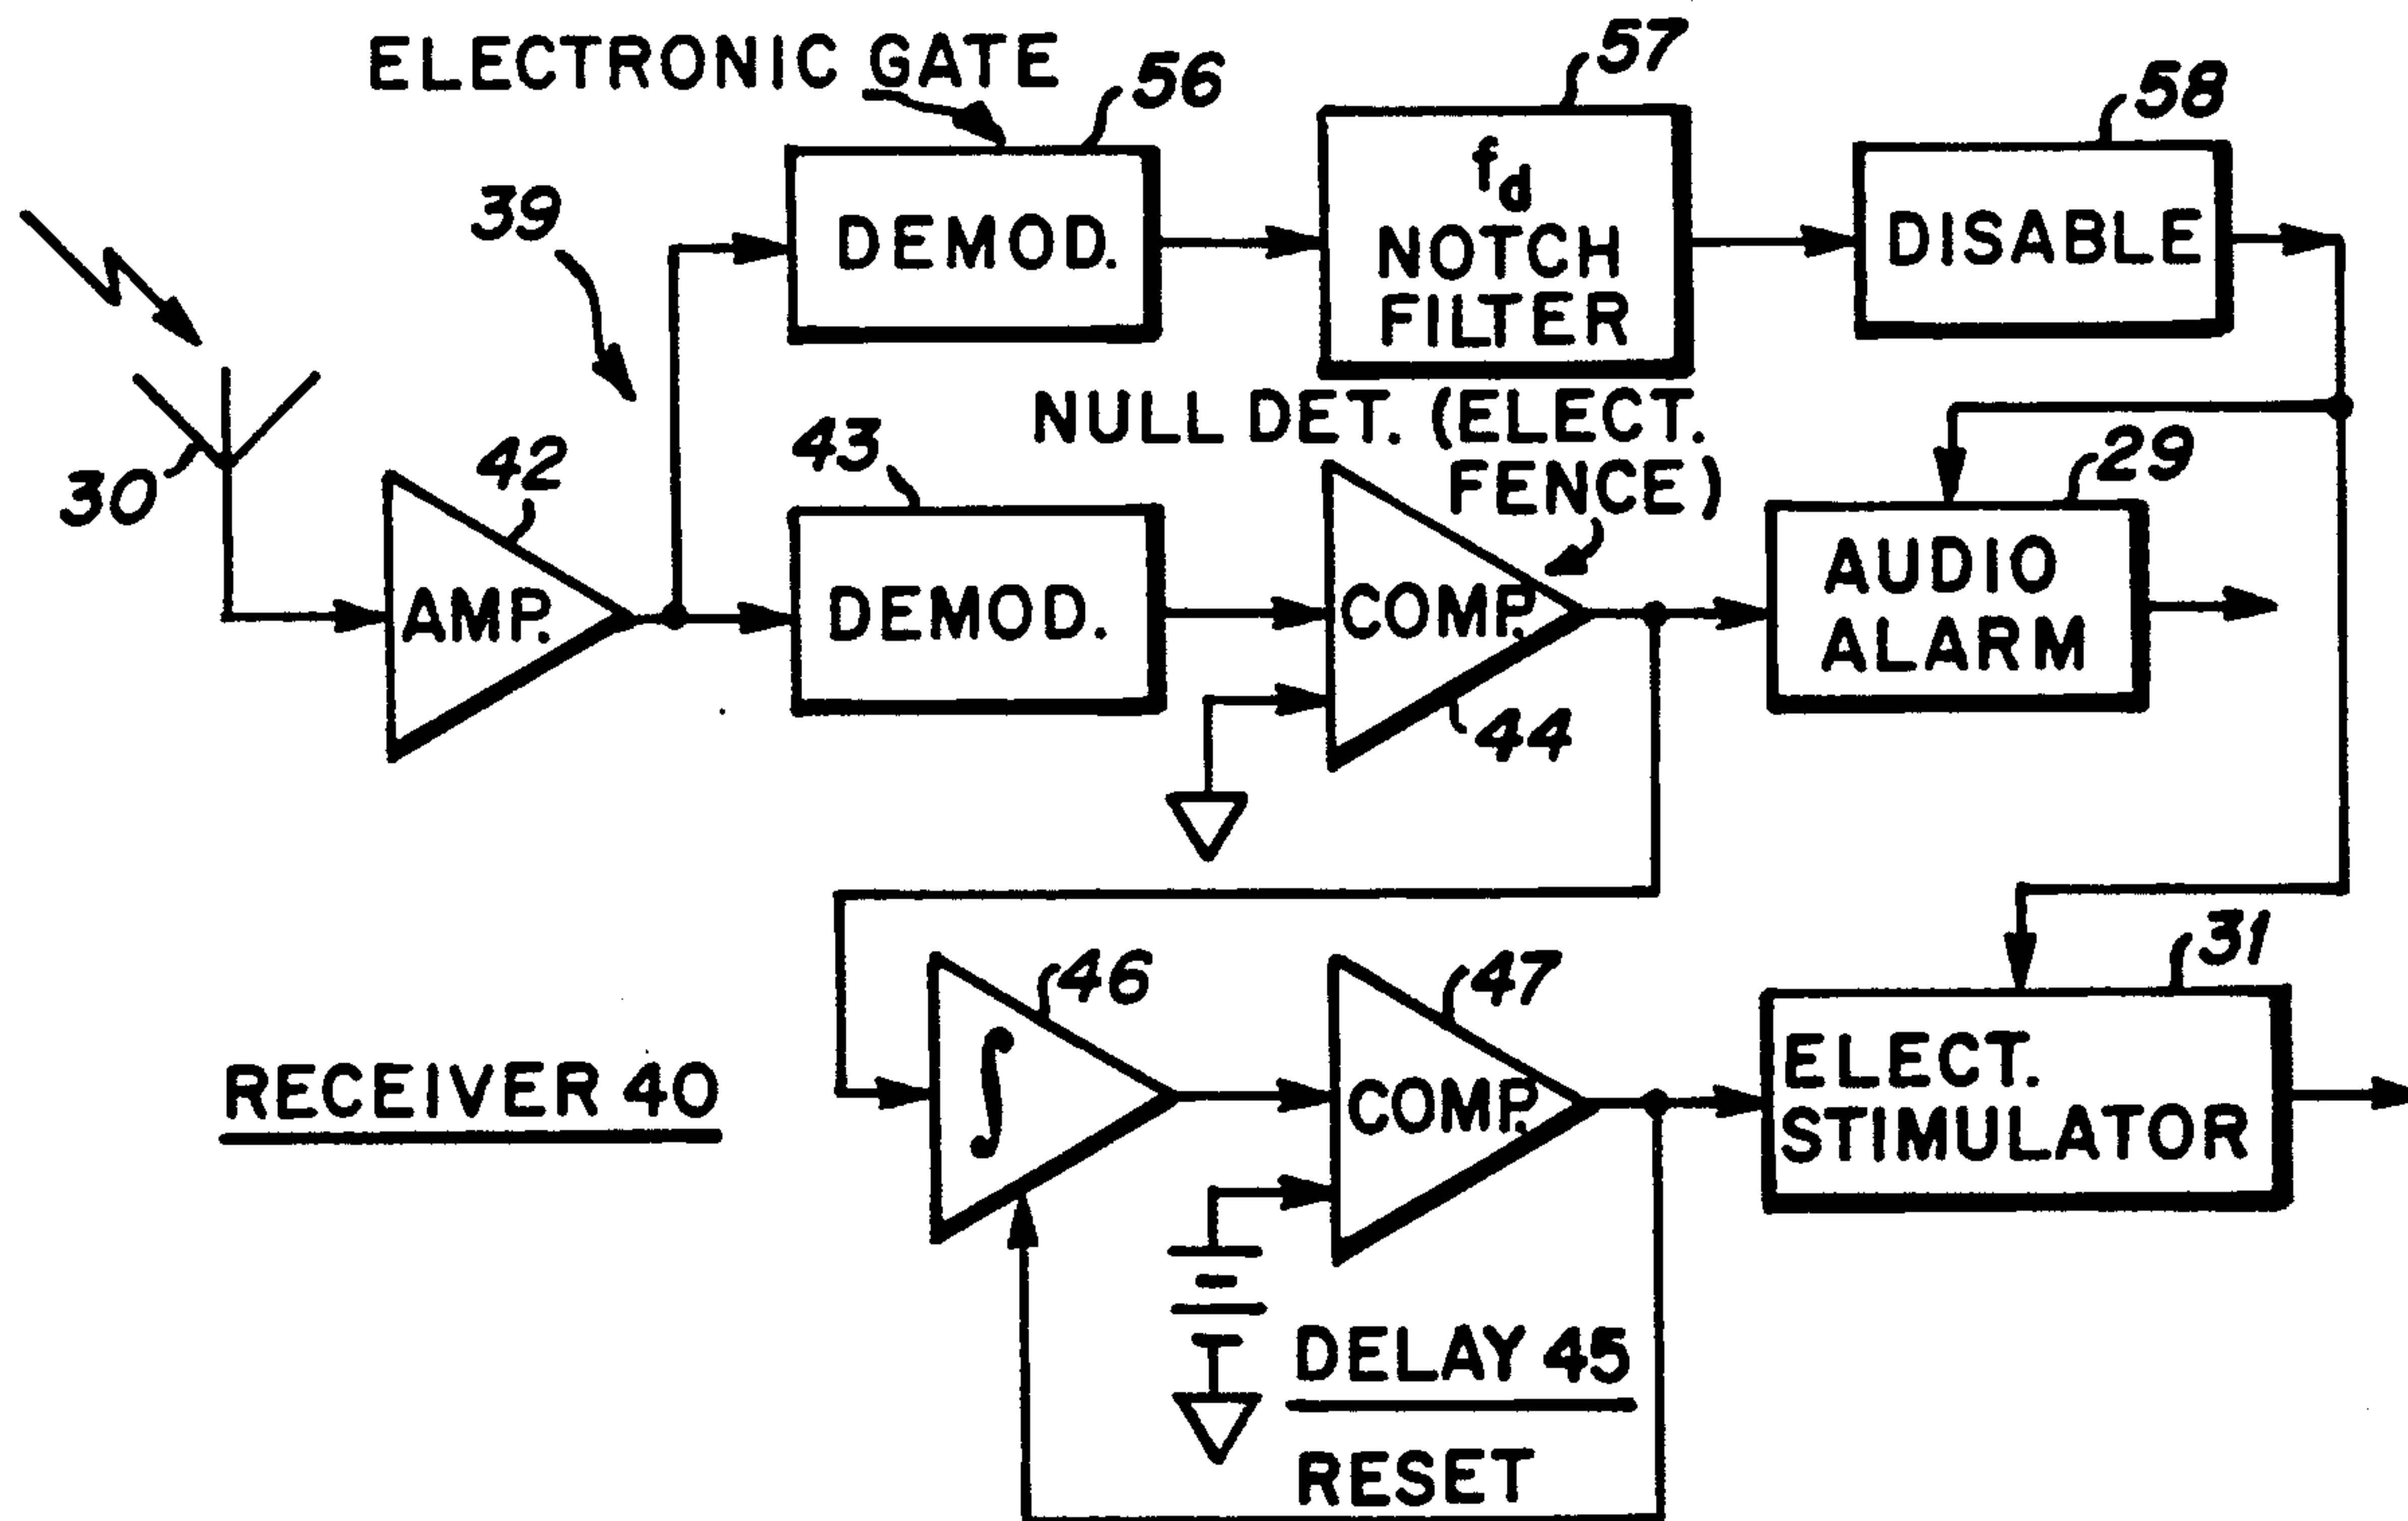 ELECTRONIC GATE
56
57
58
39
DEMOD.
fd
NOTCH
FILTER
DISABLE
30
42
43
NULL DET. (ELECT.
FENCE)
29
AMP.
DEMOD.
COMP.
AUDIO
ALARM
44
46
47
31
RECEIVER 40
∫
COMP.
ELECT.
STIMULATOR
DELAY 45
RESET